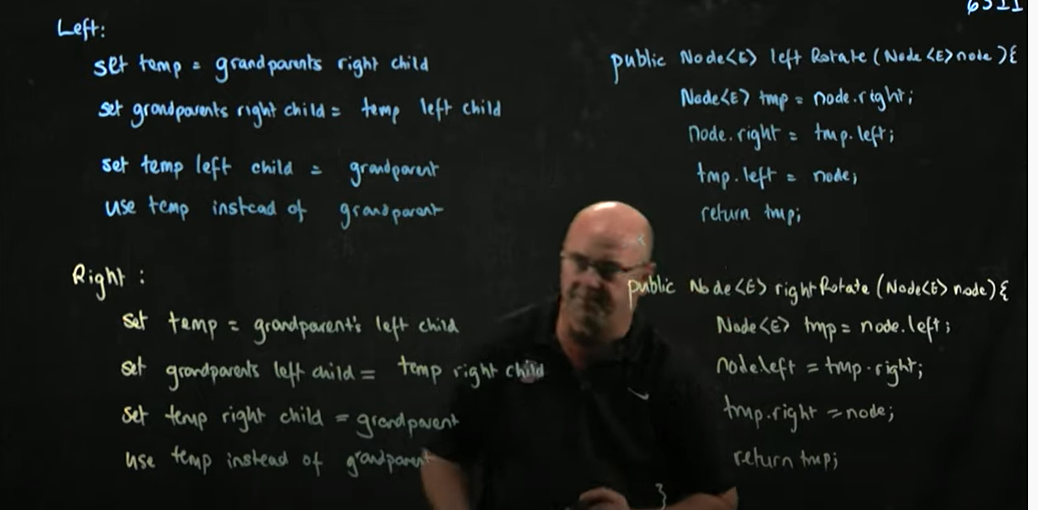 6311
Left:
set temp = grandparents right child
set grandparents right child = temp left child
set temp left child = grandparent
use temp instead of grandparent
public Node<E> left Rotate (Node <E> node ){
Node<E> tmp = node.right;
node.right = tmp.left;
tmp.left = node;
return tmp;
Right :
set temp = grandparent's left child
set grandparents left child = temp right child
set temp right child = grandparent
use temp instead of grandparent
public Node<E> rightRotate (Node<E> node){
Node<E> tmp = node.left;
node.left = tmp.right;
tmp.right = node;
return tmp;
}